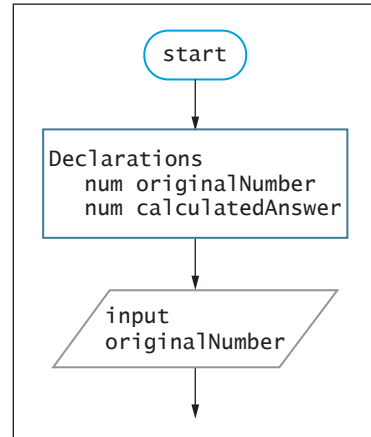 start
Declarations
num originalNumber
num calculatedAnswer
input
originalNumber